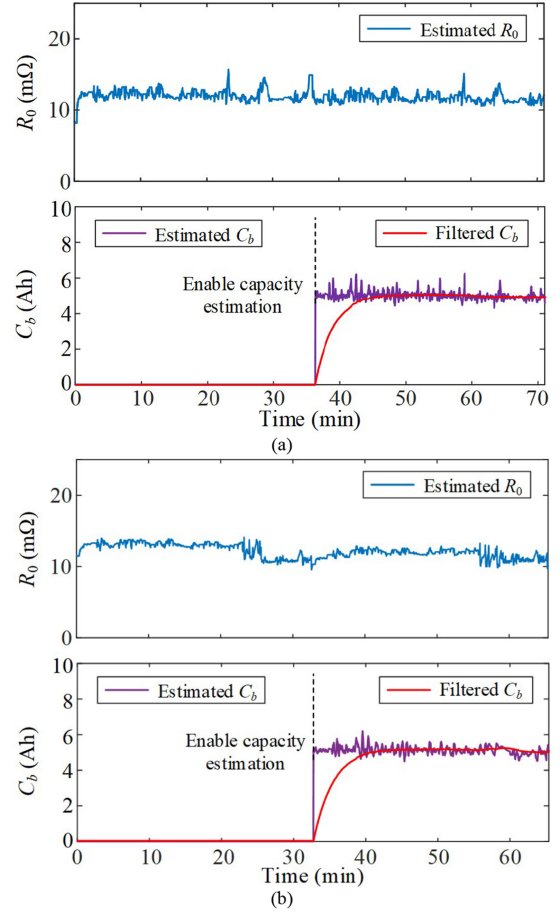 20
10
0
R0 (mΩ)
Estimated R0
10
8
6
4
2
0
Cb (Ah)
Estimated Cb
Filtered Cb
Enable capacity
estimation
0 10 20 30 40 50 60 70
Time (min)
(a)
20
10
0
R0 (mΩ)
Estimated R0
10
8
6
4
2
0
Cb (Ah)
Estimated Cb
Filtered Cb
Enable capacity
estimation
0 10 20 30 40 50 60
Time (min)
(b)